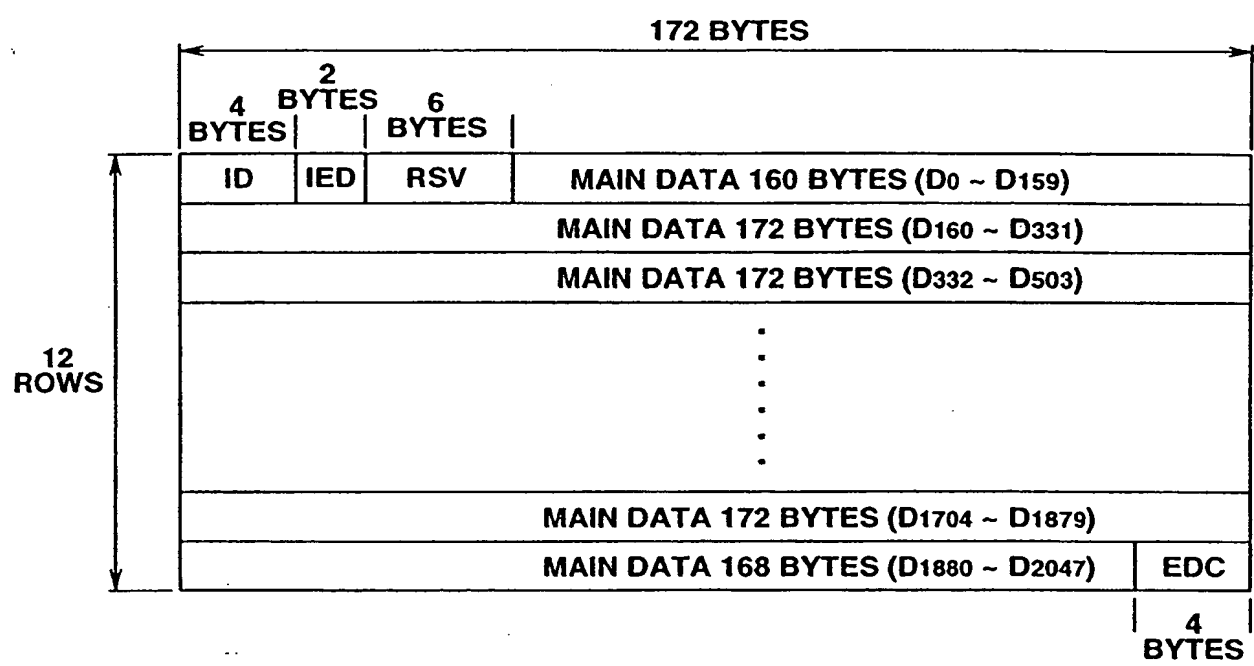 172 BYTES
2
BYTES
4
BYTES
6
BYTES
ID IED RSV MAIN DATA 160 BYTES (D0 ~ D159)
MAIN DATA 172 BYTES (D160 ~ D331)
MAIN DATA 172 BYTES (D332 ~ D503)
12
ROWS
MAIN DATA 172 BYTES (D1704 ~ D1879)
MAIN DATA 168 BYTES (D1880 ~ D2047) EDC
4
BYTES